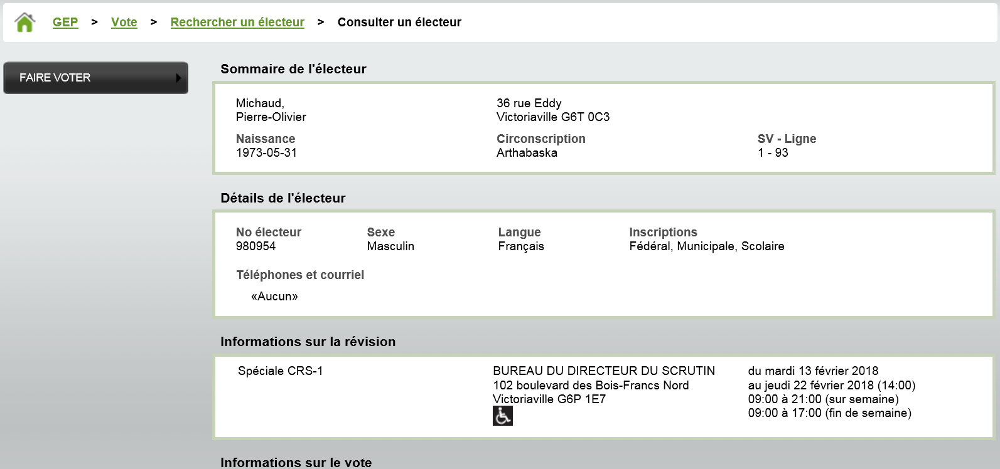 GEP > Vote > Rechercher un électeur > Consulter un électeur
FAIRE VOTER
Sommaire de l'électeur
Michaud,
Pierre-Olivier
36 rue Eddy
Victoriaville G6T 0C3
Naissance
1973-05-31
Circonscription
Arthabaska
SV - Ligne
1 - 93
Détails de l'électeur
No électeur
980954
Sexe
Masculin
Langue
Français
Inscriptions
Fédéral, Municipale, Scolaire
Téléphones et courriel
«Aucun»
Informations sur la révision
Spéciale CRS-1
BUREAU DU DIRECTEUR DU SCRUTIN
102 boulevard des Bois-Francs Nord
Victoriaville G6P 1E7
du mardi 13 février 2018
au jeudi 22 février 2018 (14:00)
09:00 à 21:00 (sur semaine)
09:00 à 17:00 (fin de semaine)
Informations sur le vote